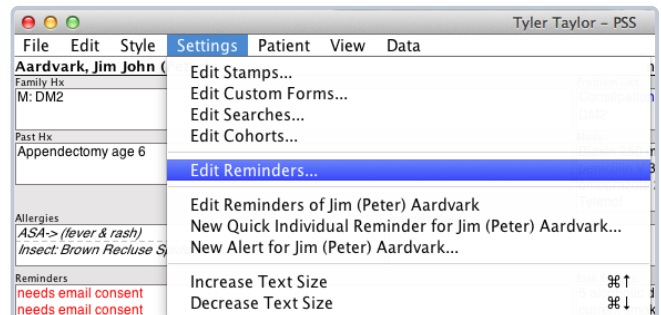 Tyler Taylor – PSS
File Edit Style Settings Patient View Data
Aardvark, Jim John (
Family Hx
M: DM2
Past Hx
Appendectomy age 6
Allergies
ASA-> (fever & rash)
Insect: Brown Recluse
Reminders
needs email consent
needs email consent
Edit Stamps...
Edit Custom Forms...
Edit Searches...
Edit Cohorts...
Edit Reminders...
Edit Reminders of Jim (Peter) Aardvark
New Quick Individual Reminder for Jim (Peter) Aardvark...
New Alert for Jim (Peter) Aardvark...
Increase Text Size ⌘↑
Decrease Text Size ⌘↓